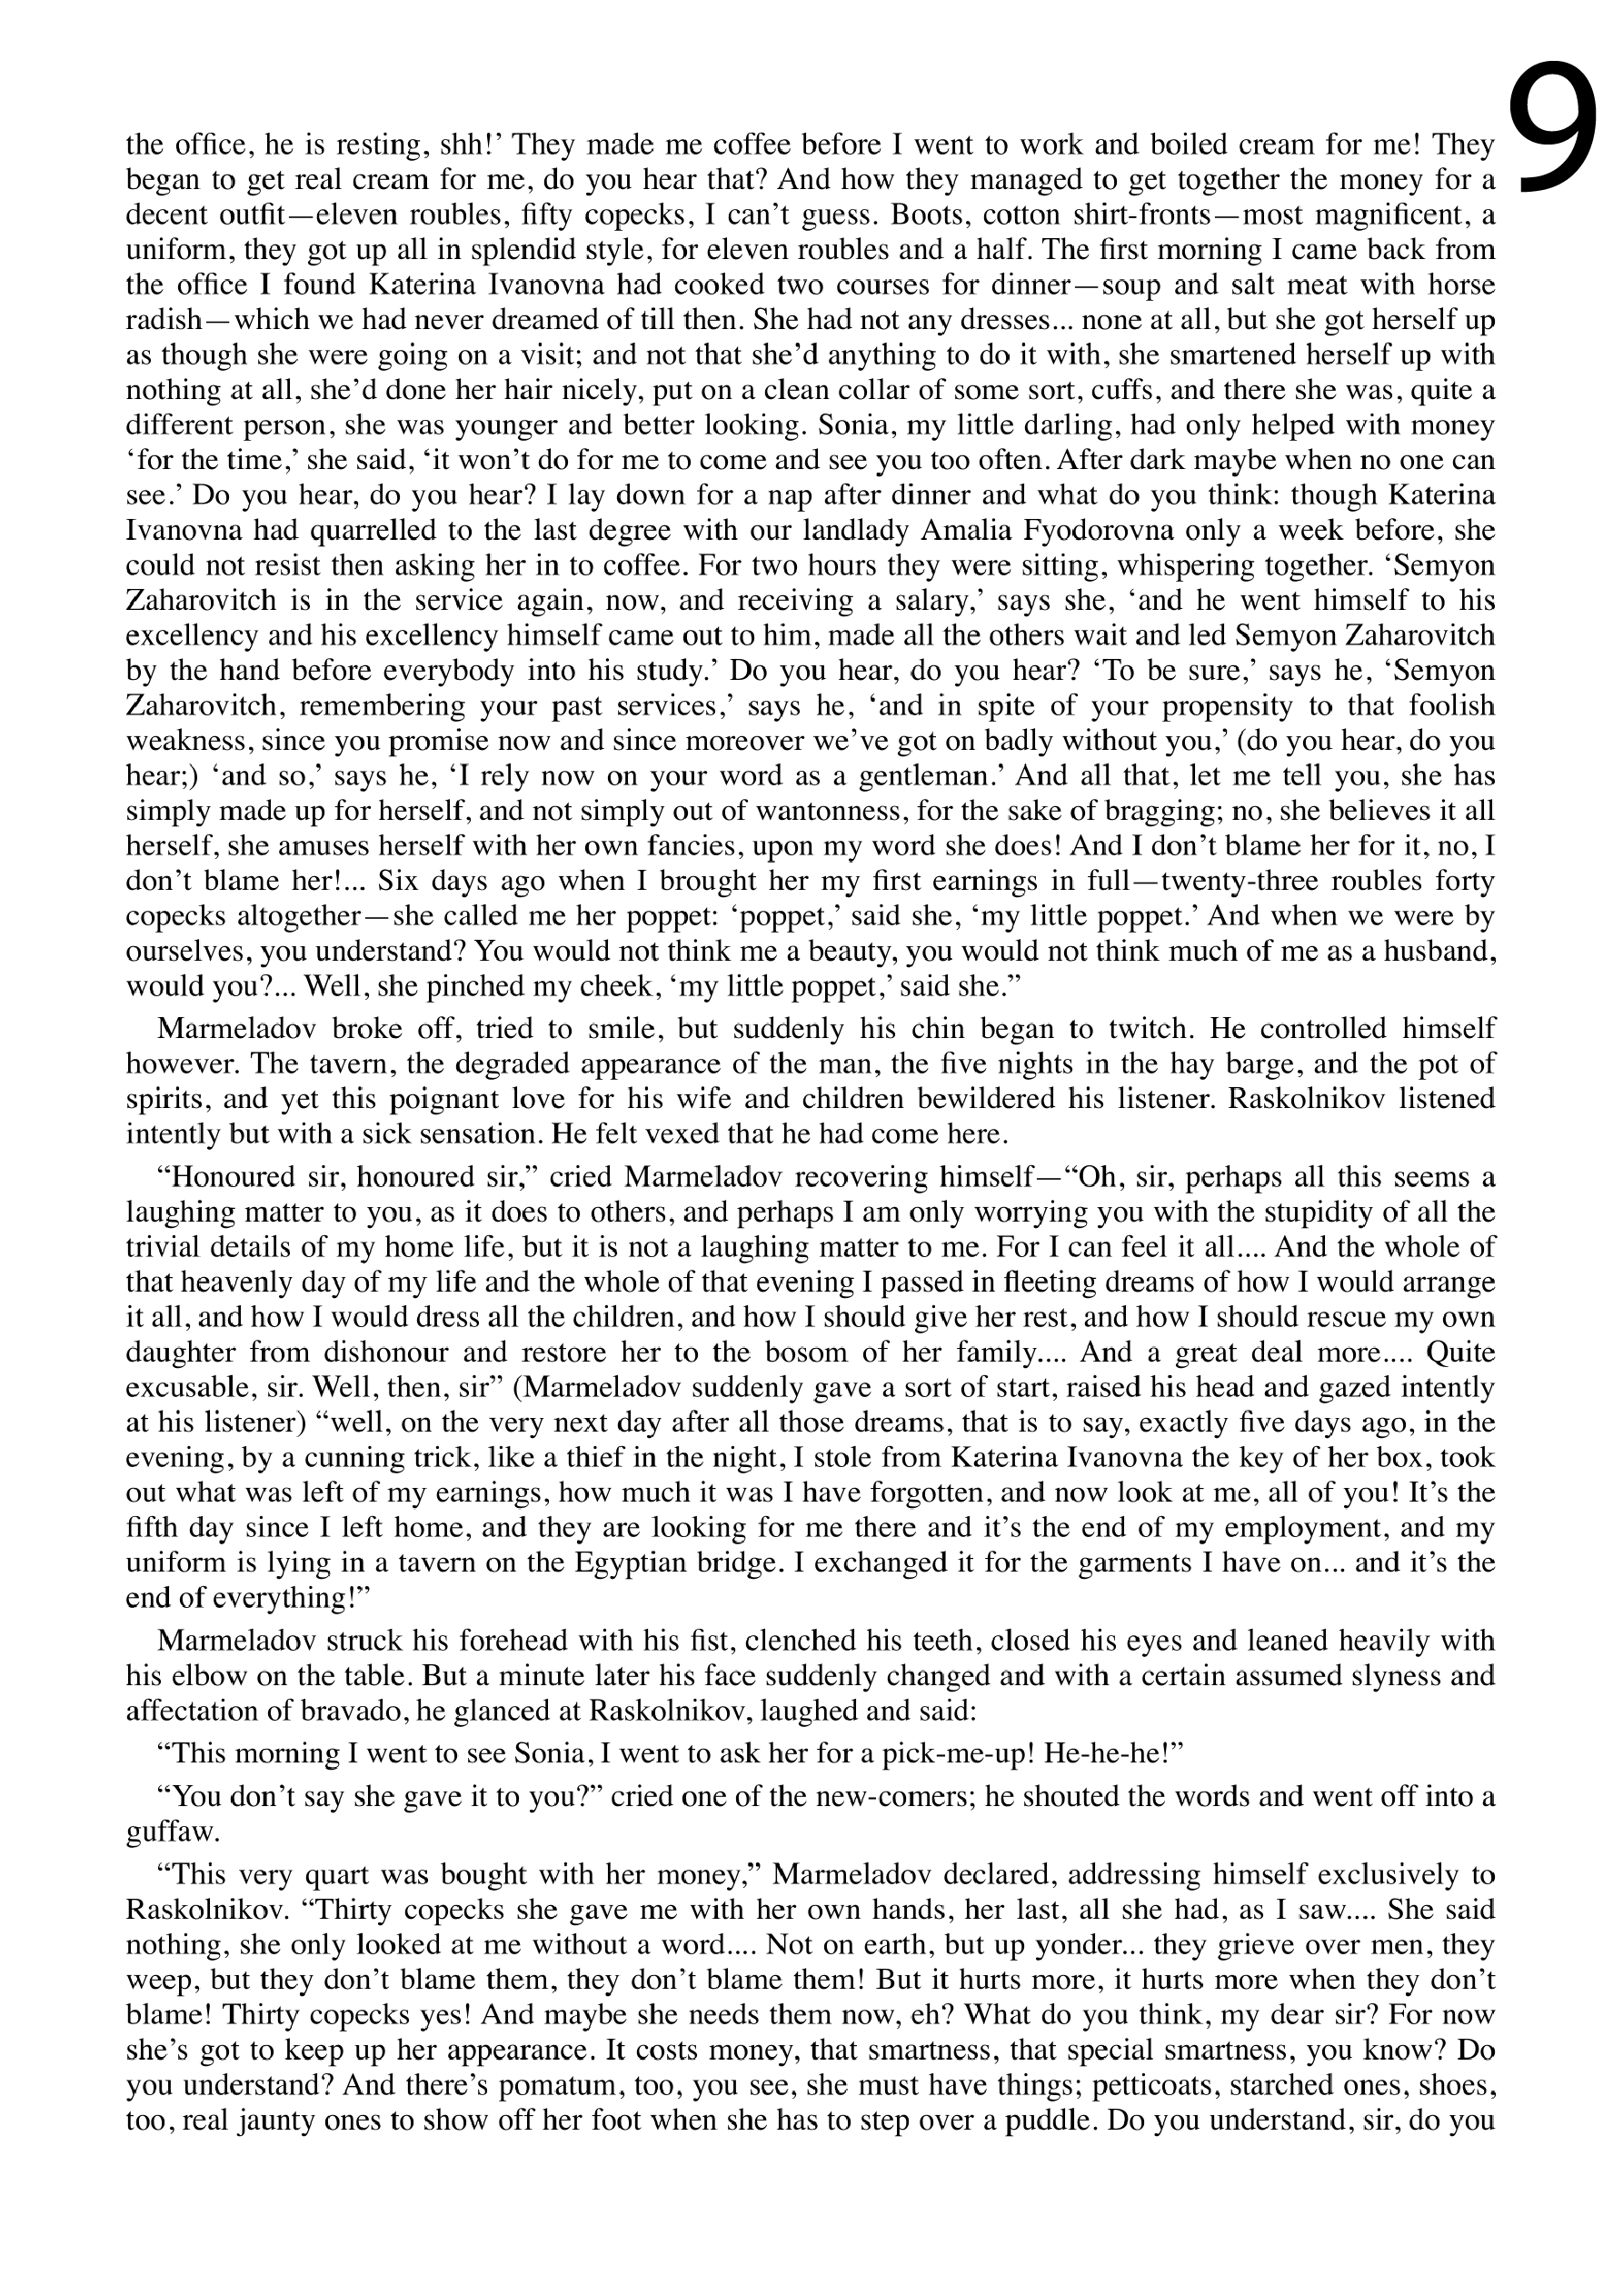 9
the office, he is resting, shh!’ They made me coffee before I went to work and boiled cream for me! They
began to get real cream for me, do you hear that? And how they managed to get together the money for a
decent outfit—eleven roubles, fifty copecks, I can’t guess. Boots, cotton shirt-fronts—most magnificent, a
uniform, they got up all in splendid style, for eleven roubles and a half. The first morning I came back from
the office I found Katerina Ivanovna had cooked two courses for dinner—soup and salt meat with horse
radish—which we had never dreamed of till then. She had not any dresses... none at all, but she got herself up
as though she were going on a visit; and not that she’d anything to do it with, she smartened herself up with
nothing at all, she’d done her hair nicely, put on a clean collar of some sort, cuffs, and there she was, quite a
different person, she was younger and better looking. Sonia, my little darling, had only helped with money
‘for the time,’ she said, ‘it won’t do for me to come and see you too often. After dark maybe when no one can
see.’ Do you hear, do you hear? I lay down for a nap after dinner and what do you think: though Katerina
Ivanovna had quarrelled to the last degree with our landlady Amalia Fyodorovna only a week before, she
could not resist then asking her in to coffee. For two hours they were sitting, whispering together. ‘Semyon
Zaharovitch is in the service again, now, and receiving a salary,’ says she, ‘and he went himself to his
excellency and his excellency himself came out to him, made all the others wait and led Semyon Zaharovitch
by the hand before everybody into his study.’ Do you hear, do you hear? ‘To be sure,’ says he, ‘Semyon
Zaharovitch, remembering your past services,’ says he, ‘and in spite of your propensity to that foolish
weakness, since you promise now and since moreover we’ve got on badly without you,’ (do you hear, do you
hear;) ‘and so,’ says he, ‘I rely now on your word as a gentleman.’ And all that, let me tell you, she has
simply made up for herself, and not simply out of wantonness, for the sake of bragging; no, she believes it all
herself, she amuses herself with her own fancies, upon my word she does! And I don’t blame her for it, no, I
don’t blame her!... Six days ago when I brought her my first earnings in full—twenty-three roubles forty
copecks altogether—she called me her poppet: ‘poppet,’ said she, ‘my little poppet.’ And when we were by
ourselves, you understand? You would not think me a beauty, you would not think much of me as a husband,
would you?... Well, she pinched my cheek, ‘my little poppet,’ said she.”
Marmeladov broke off, tried to smile, but suddenly his chin began to twitch. He controlled himself
however. The tavern, the degraded appearance of the man, the five nights in the hay barge, and the pot of
spirits, and yet this poignant love for his wife and children bewildered his listener. Raskolnikov listened
intently but with a sick sensation. He felt vexed that he had come here.
“Honoured sir, honoured sir,” cried Marmeladov recovering himself—“Oh, sir, perhaps all this seems a
laughing matter to you, as it does to others, and perhaps I am only worrying you with the stupidity of all the
trivial details of my home life, but it is not a laughing matter to me. For I can feel it all.... And the whole of
that heavenly day of my life and the whole of that evening I passed in fleeting dreams of how I would arrange
it all, and how I would dress all the children, and how I should give her rest, and how I should rescue my own
daughter from dishonour and restore her to the bosom of her family.... And a great deal more.... Quite
excusable, sir. Well, then, sir” (Marmeladov suddenly gave a sort of start, raised his head and gazed intently
at his listener) “well, on the very next day after all those dreams, that is to say, exactly five days ago, in the
evening, by a cunning trick, like a thief in the night, I stole from Katerina Ivanovna the key of her box, took
out what was left of my earnings, how much it was I have forgotten, and now look at me, all of you! It’s the
fifth day since I left home, and they are looking for me there and it’s the end of my employment, and my
uniform is lying in a tavern on the Egyptian bridge. I exchanged it for the garments I have on... and it’s the
end of everything!”
Marmeladov struck his forehead with his fist, clenched his teeth, closed his eyes and leaned heavily with
his elbow on the table. But a minute later his face suddenly changed and with a certain assumed slyness and
affectation of bravado, he glanced at Raskolnikov, laughed and said:
“This morning I went to see Sonia, I went to ask her for a pick-me-up! He-he-he!”
“You don’t say she gave it to you?” cried one of the new-comers; he shouted the words and went off into a
guffaw.
“This very quart was bought with her money,” Marmeladov declared, addressing himself exclusively to
Raskolnikov. “Thirty copecks she gave me with her own hands, her last, all she had, as I saw.... She said
nothing, she only looked at me without a word.... Not on earth, but up yonder... they grieve over men, they
weep, but they don’t blame them, they don’t blame them! But it hurts more, it hurts more when they don’t
blame! Thirty copecks yes! And maybe she needs them now, eh? What do you think, my dear sir? For now
she’s got to keep up her appearance. It costs money, that smartness, that special smartness, you know? Do
you understand? And there’s pomatum, too, you see, she must have things; petticoats, starched ones, shoes,
too, real jaunty ones to show off her foot when she has to step over a puddle. Do you understand, sir, do you